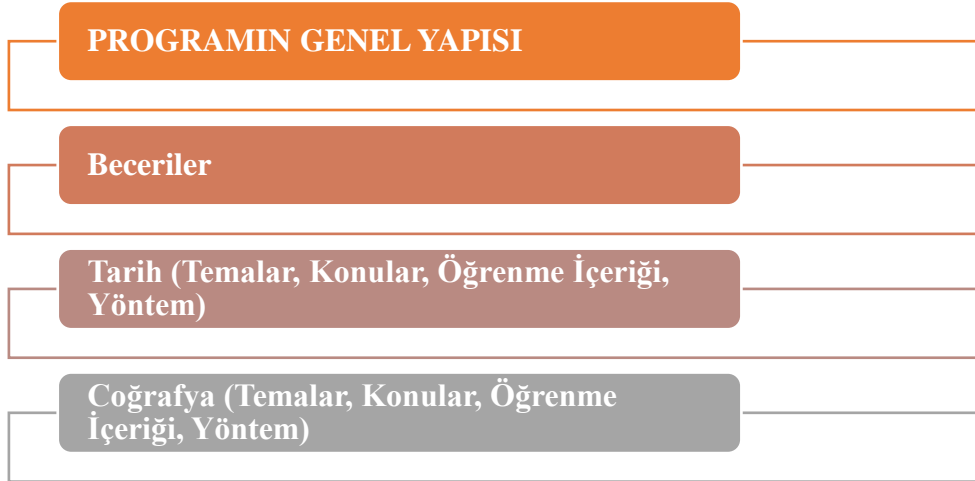 PROGRAMIN GENEL YAPISI
Beceriler
Tarih (Temalar, Konular, Öğrenme İçeriği,
Yöntem)
Coğrafya (Temalar, Konular, Öğrenme
İçeriği, Yöntem)